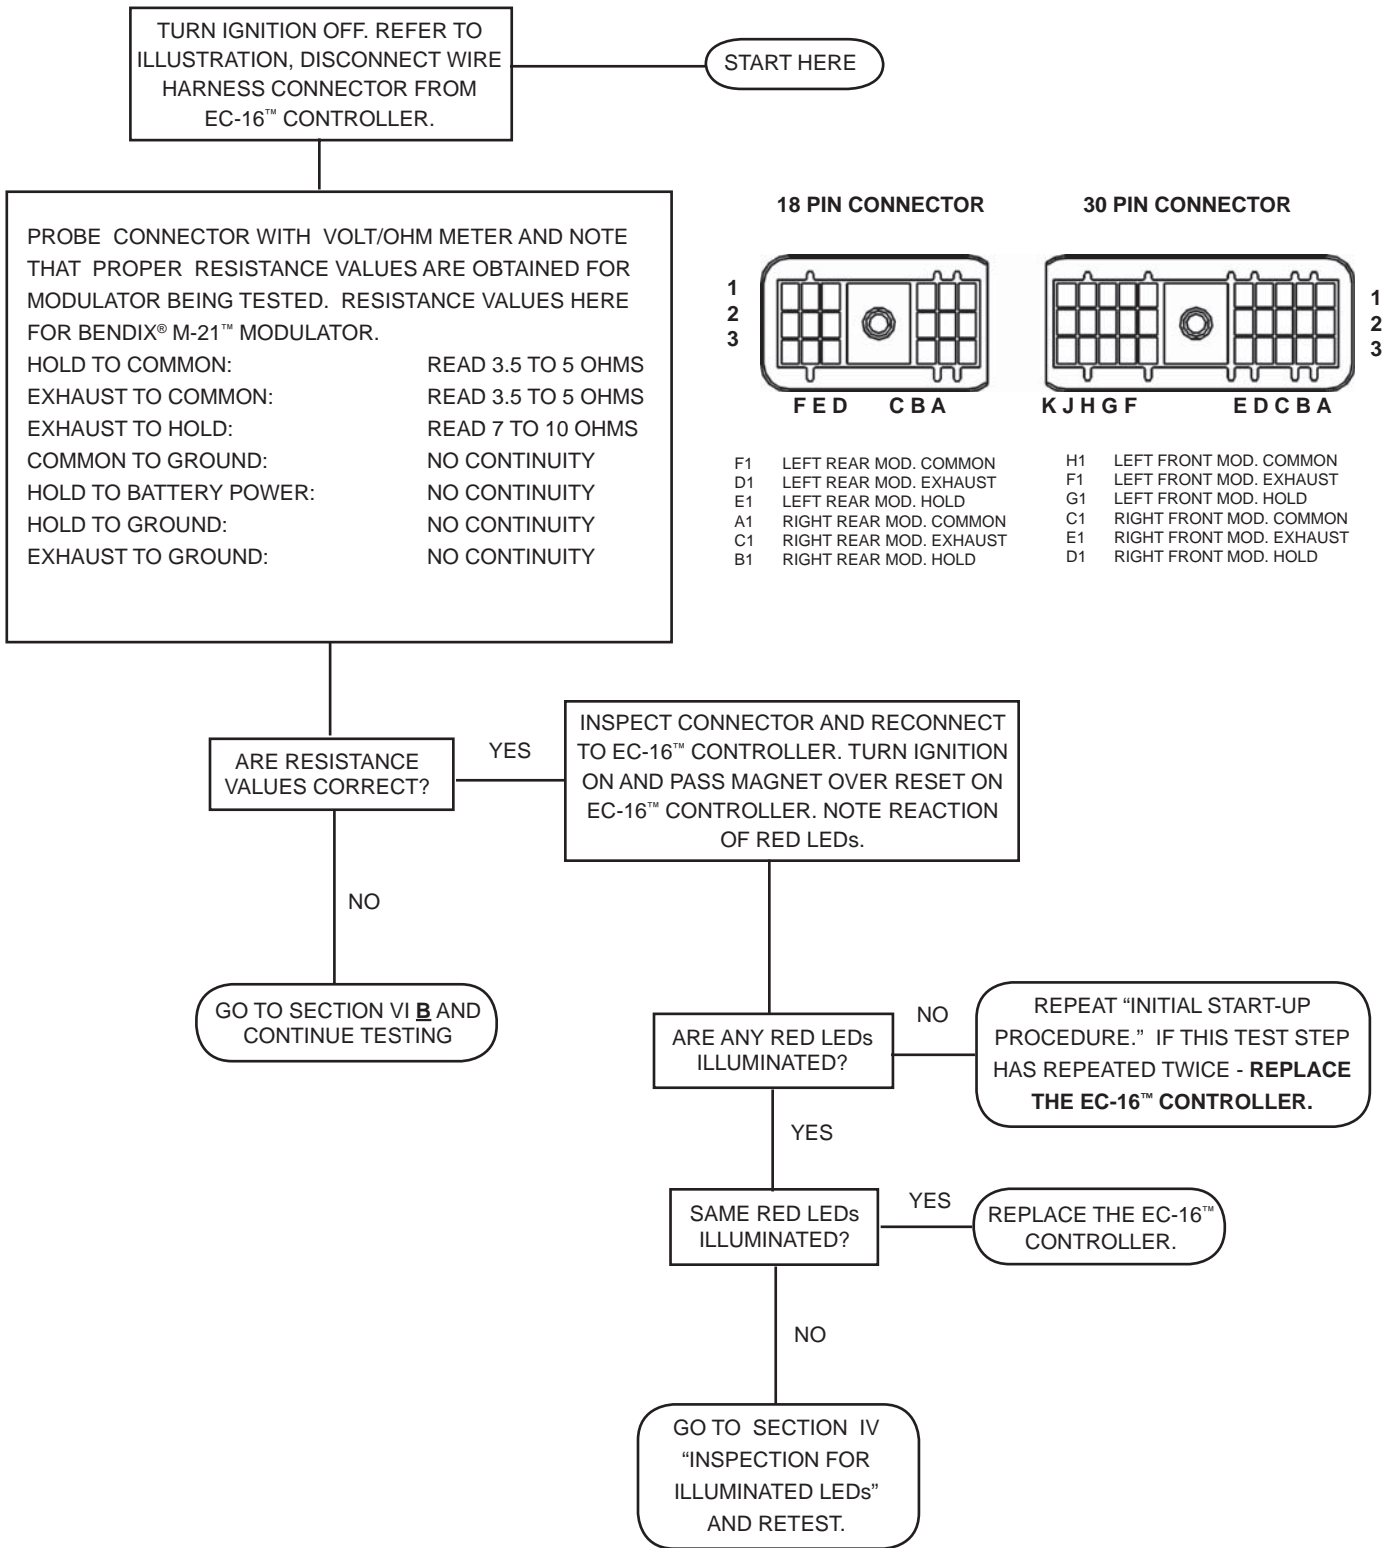 TURN IGNITION OFF. REFER TO
ILLUSTRATION, DISCONNECT WIRE
HARNESS CONNECTOR FROM
EC-16™ CONTROLLER.
START HERE
PROBE CONNECTOR WITH VOLT/OHM METER AND NOTE
THAT PROPER RESISTANCE VALUES ARE OBTAINED FOR
MODULATOR BEING TESTED. RESISTANCE VALUES HERE
FOR BENDIX® M-21™ MODULATOR.
HOLD TO COMMON: READ 3.5 TO 5 OHMS
EXHAUST TO COMMON: READ 3.5 TO 5 OHMS
EXHAUST TO HOLD: READ 7 TO 10 OHMS
COMMON TO GROUND: NO CONTINUITY
HOLD TO BATTERY POWER: NO CONTINUITY
HOLD TO GROUND: NO CONTINUITY
EXHAUST TO GROUND: NO CONTINUITY
18 PIN CONNECTOR
1
2
3
F E D C B A
F1 LEFT REAR MOD. COMMON
D1 LEFT REAR MOD. EXHAUST
E1 LEFT REAR MOD. HOLD
A1 RIGHT REAR MOD. COMMON
C1 RIGHT REAR MOD. EXHAUST
B1 RIGHT REAR MOD. HOLD
30 PIN CONNECTOR
1
2
3
K J H G F E D C B A
H1 LEFT FRONT MOD. COMMON
F1 LEFT FRONT MOD. EXHAUST
G1 LEFT FRONT MOD. HOLD
C1 RIGHT FRONT MOD. COMMON
E1 RIGHT FRONT MOD. EXHAUST
D1 RIGHT FRONT MOD. HOLD
ARE RESISTANCE
VALUES CORRECT?
YES
INSPECT CONNECTOR AND RECONNECT
TO EC-16™ CONTROLLER. TURN IGNITION
ON AND PASS MAGNET OVER RESET ON
EC-16™ CONTROLLER. NOTE REACTION
OF RED LEDs.
NO
GO TO SECTION VI B AND
CONTINUE TESTING
ARE ANY RED LEDs
ILLUMINATED?
NO
REPEAT “INITIAL START-UP
PROCEDURE.” IF THIS TEST STEP
HAS REPEATED TWICE - REPLACE
THE EC-16™ CONTROLLER.
YES
SAME RED LEDs
ILLUMINATED?
YES
REPLACE THE EC-16™
CONTROLLER.
NO
GO TO SECTION IV
“INSPECTION FOR
ILLUMINATED LEDs”
AND RETEST.